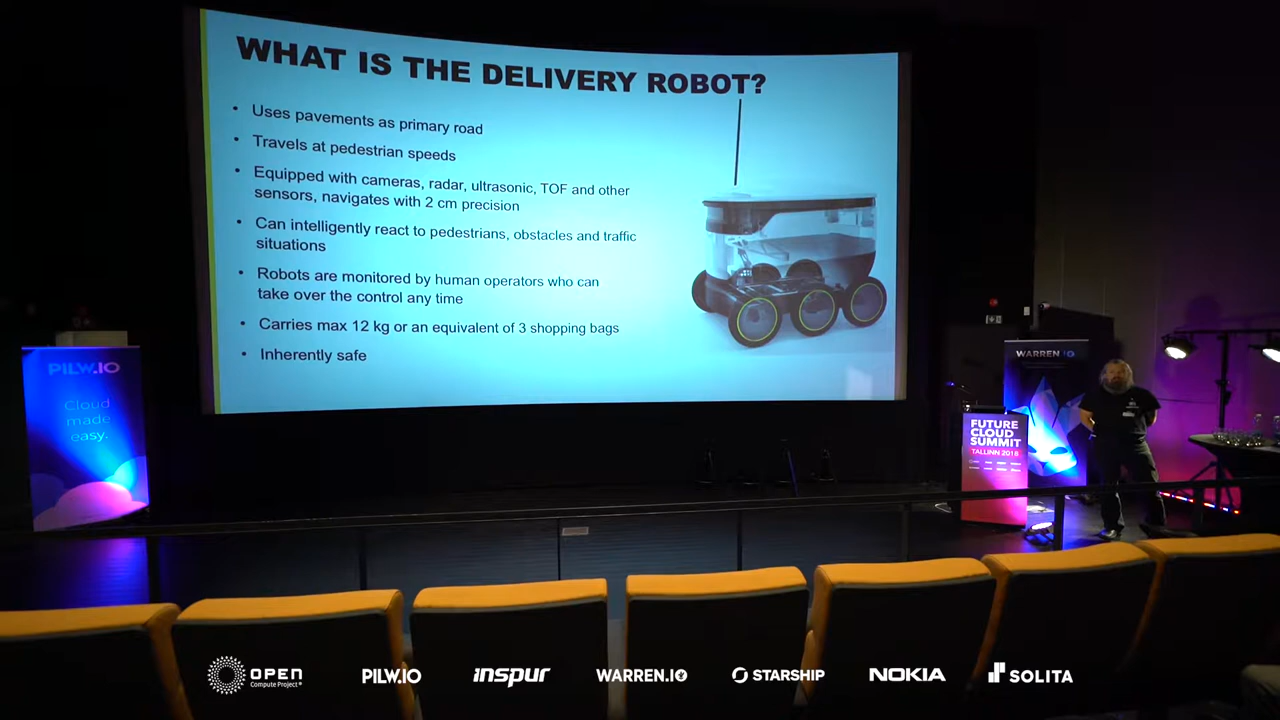 WHAT IS THE DELIVERY ROBOT?
• Uses pavements as primary road
• Travels at pedestrian speeds
• Equipped with cameras, radar, ultrasonic, TOF and other
sensors, navigates with 2 cm precision
• Can intelligently react to pedestrians, obstacles and traffic
situations
• Robots are monitored by human operators who can
take over the control any time
• Carries max 12 kg or an equivalent of 3 shopping bags
• Inherently safe
PILW.IO
Cloud
made
easy.
WARREN IO
FUTURE
CLOUD
SUMMIT
TALLINN 2018
OPEN
Compute Project®
PILW.IO
inspur
WARREN.IO
STARSHIP
NOKIA
SOLITA